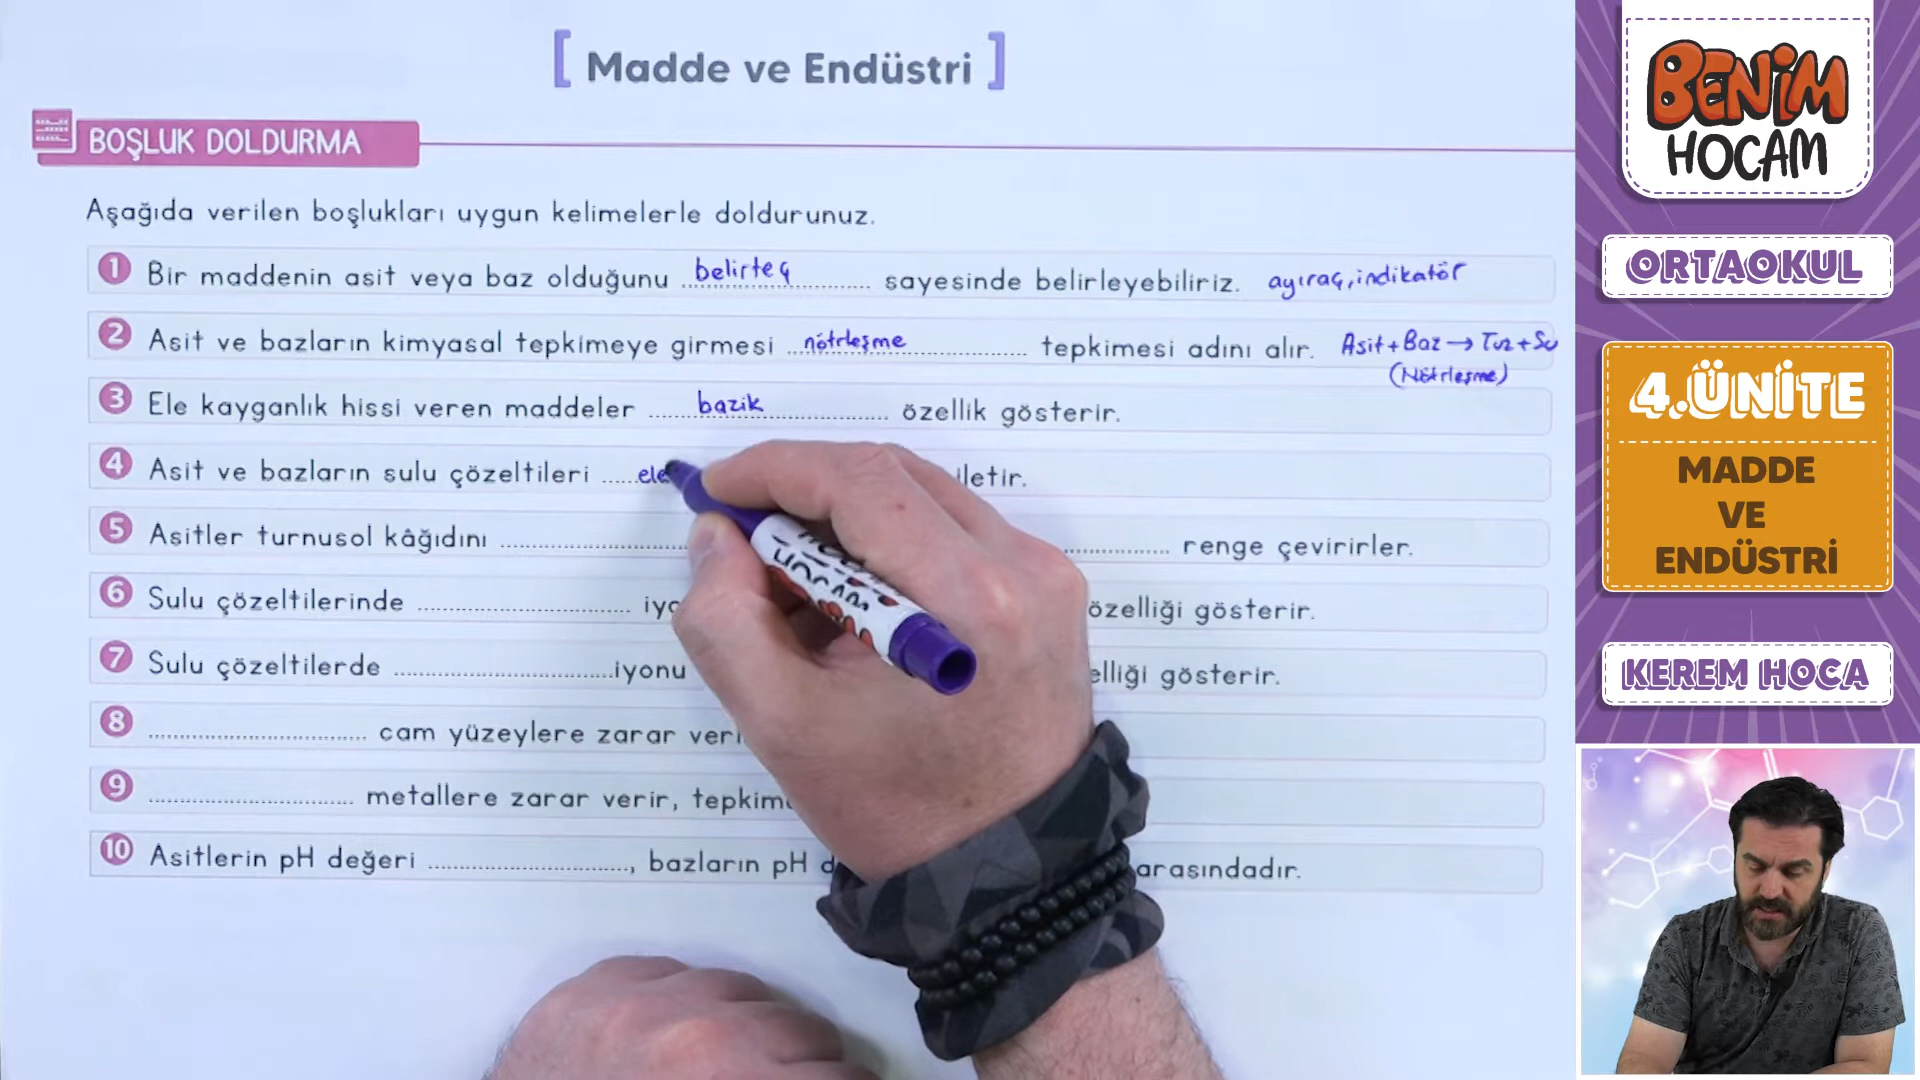 [ Madde ve Endüstri ]
BOŞLUK DOLDURMA
Aşağıda verilen boşlukları uygun kelimelerle doldurunuz.
1 Bir maddenin asit veya baz olduğunu belirteç sayesinde belirleyebiliriz. ayıraç, indikatör
2 Asit ve bazların kimyasal tepkimeye girmesi nötrleşme tepkimesi adını alır. Asit + Baz → Tuz + Su
(Nötrleşme)
3 Ele kayganlık hissi veren maddeler bazik özellik gösterir.
4 Asit ve bazların sulu çözeltileri ele iletir.
5 Asitler turnusol kâğıdını renge çevirirler.
6 Sulu çözeltilerinde özelliği gösterir.
7 Sulu çözeltilerde iyonu elliği gösterir.
8 cam yüzeylere zarar
9 metallere zarar verir,
10 Asitlerin pH değeri , bazların pH arasındadır.
BENİM
HOCAM
ORTAOKUL
4.ÜNİTE
MADDE
VE
ENDÜSTRİ
KEREM HOCA
HOCAM